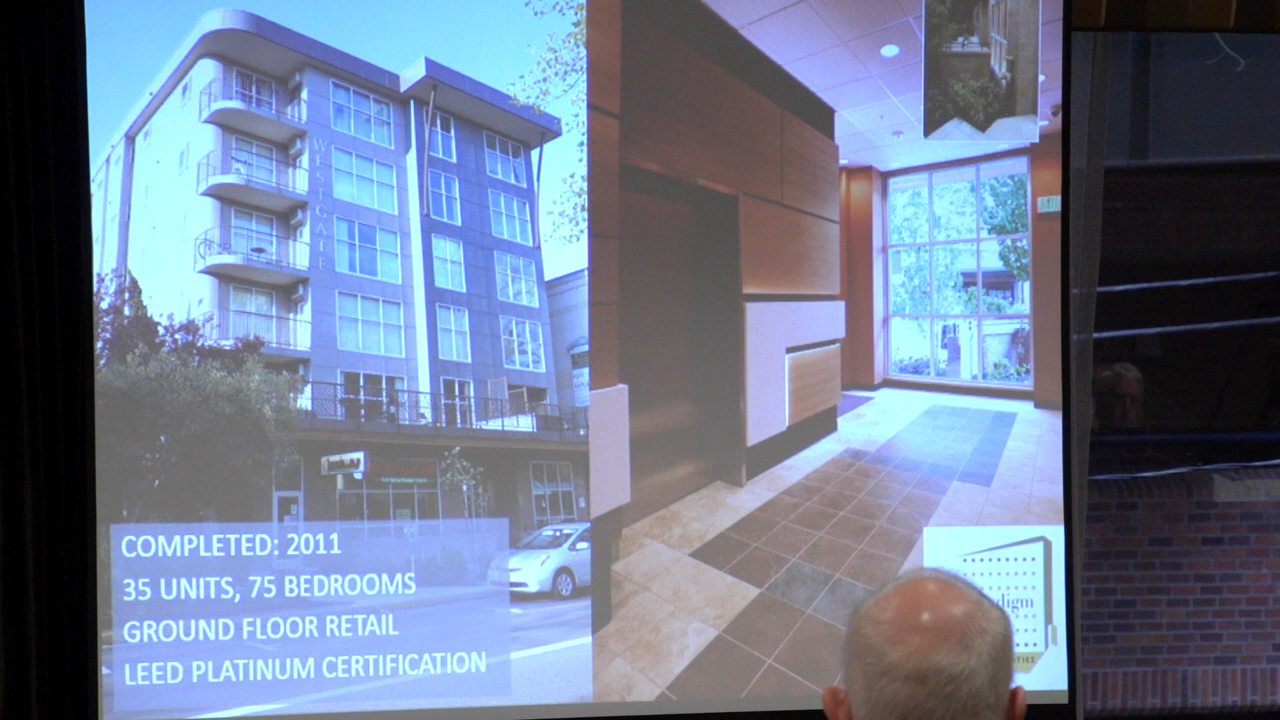 WESTGATE
COMPLETED: 2011
35 UNITS, 75 BEDROOMS
GROUND FLOOR RETAIL
LEED PLATINUM CERTIFICATION